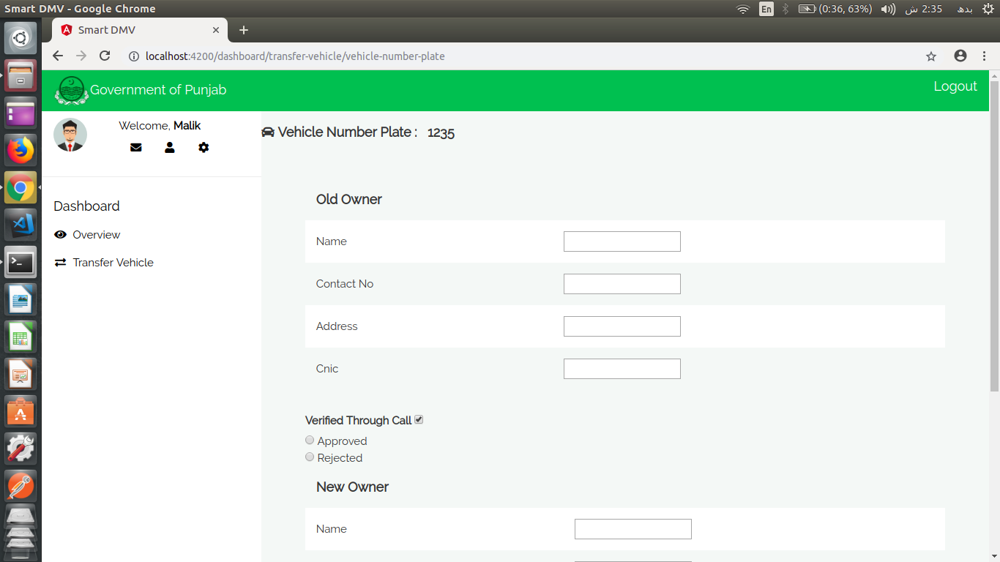 Smart DMV - Google Chrome
En (0:36, 63%) ش 2:35 بدھ
Smart DMV
localhost:4200/dashboard/transfer-vehicle/vehicle-number-plate
Government of Punjab
Logout
Welcome, Malik
Vehicle Number Plate : 1235
Dashboard
Overview
Transfer Vehicle
Old Owner
Name
Contact No
Address
Cnic
Verified Through Call
Approved
Rejected
New Owner
Name